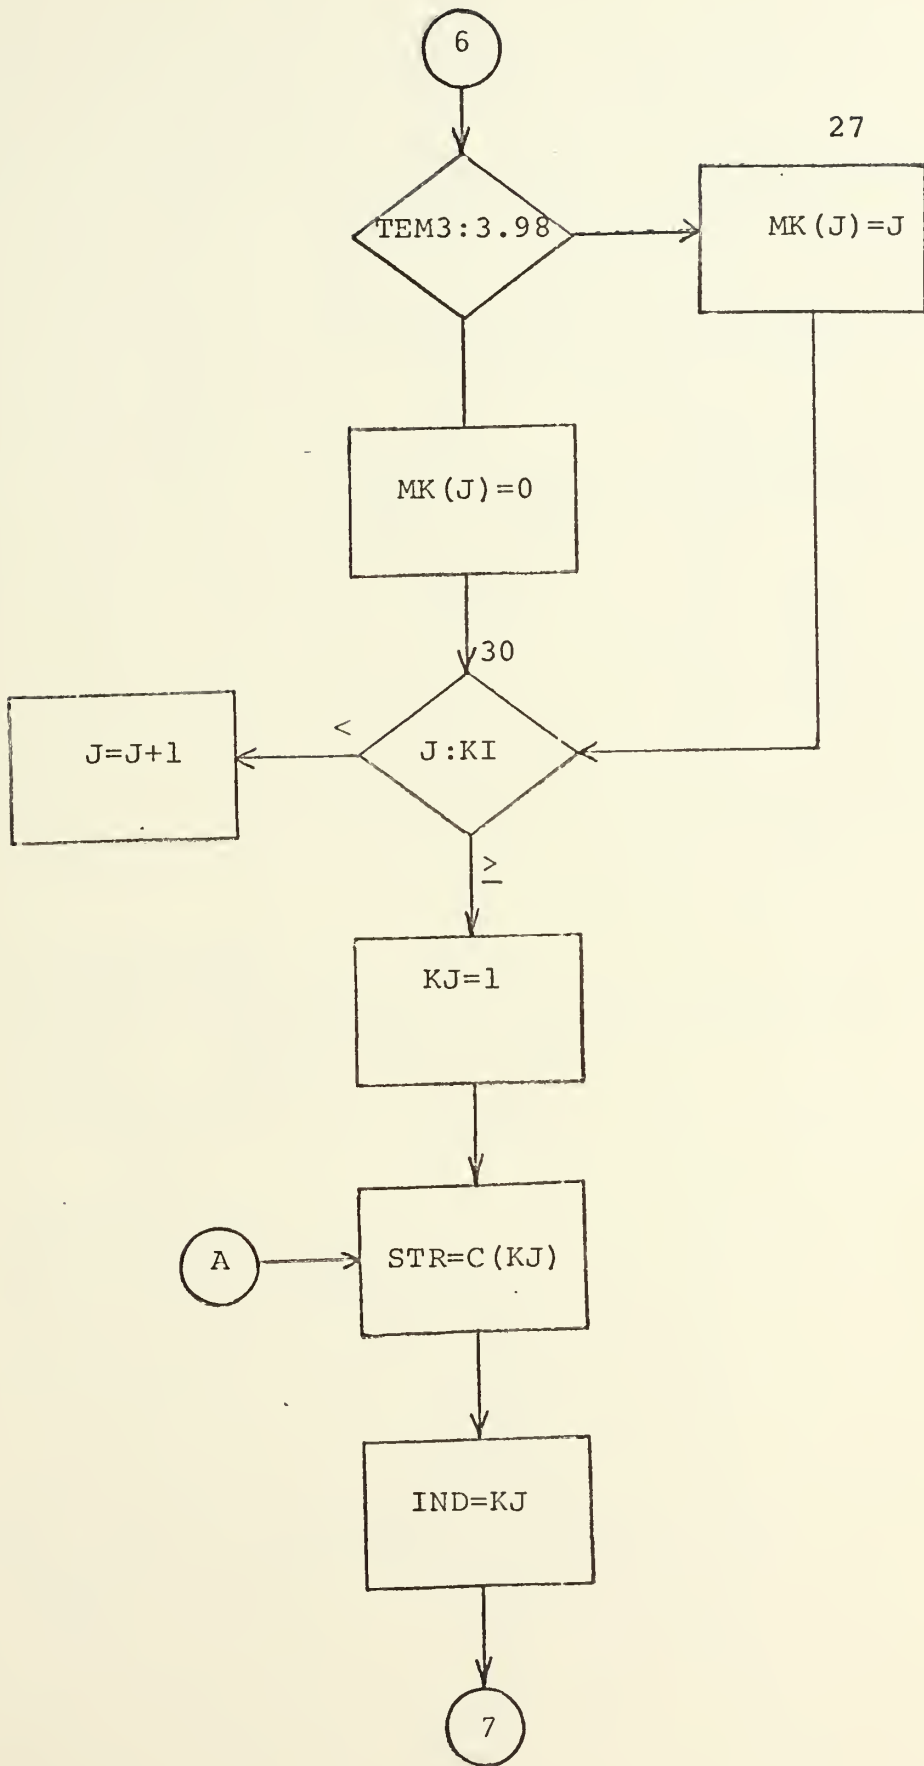 6
27
TEM3:3.98
MK(J)=J
MK(J)=0
30
<
J=J+1
J:KI
≥
KJ=1
A
STR=C(KJ)
IND=KJ
7